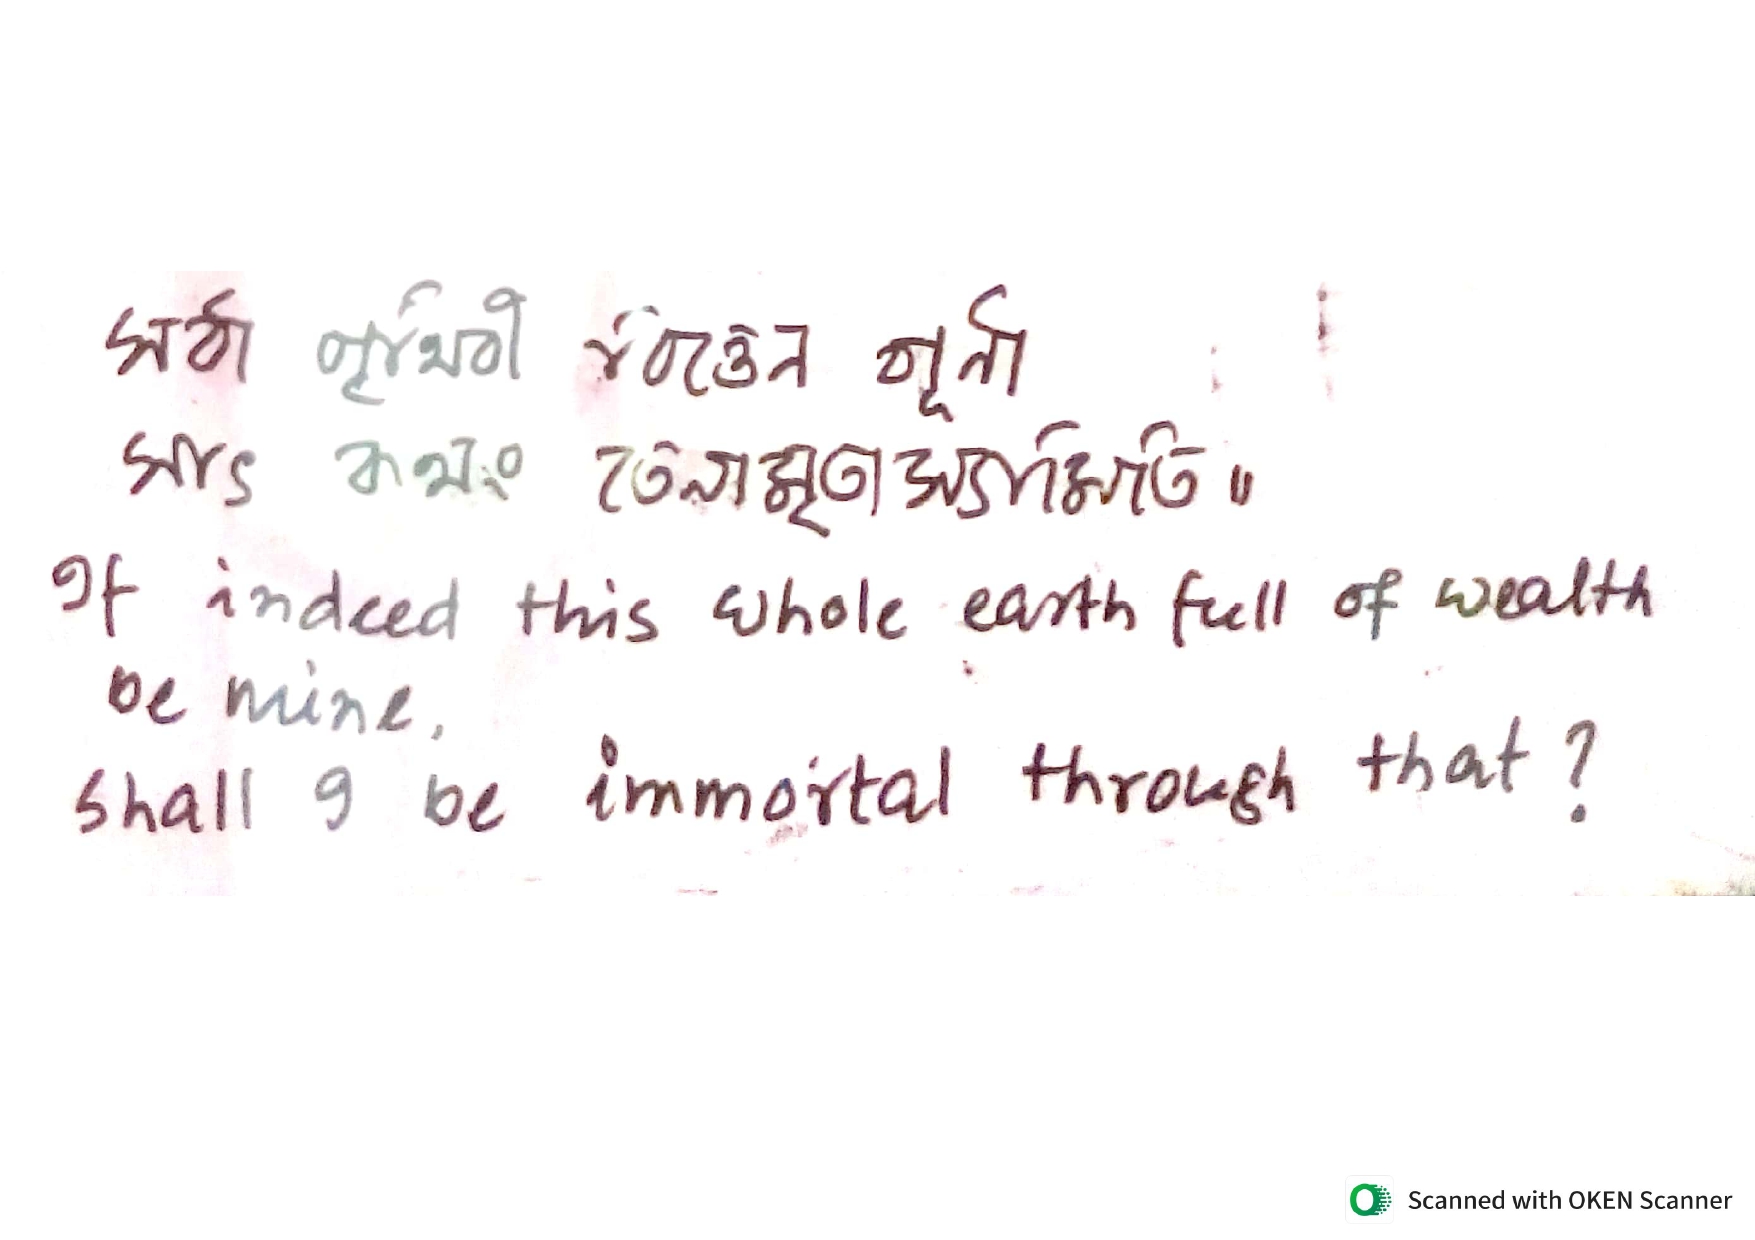 সর্বা পৃথিবী বিত্তেন পূর্ণা
স্যাৎ কথং তেনামৃতা স্যামিতি ॥
If indeed this whole earth full of wealth
be mine,
Shall I be immortal through that?
Scanned with OKEN Scanner